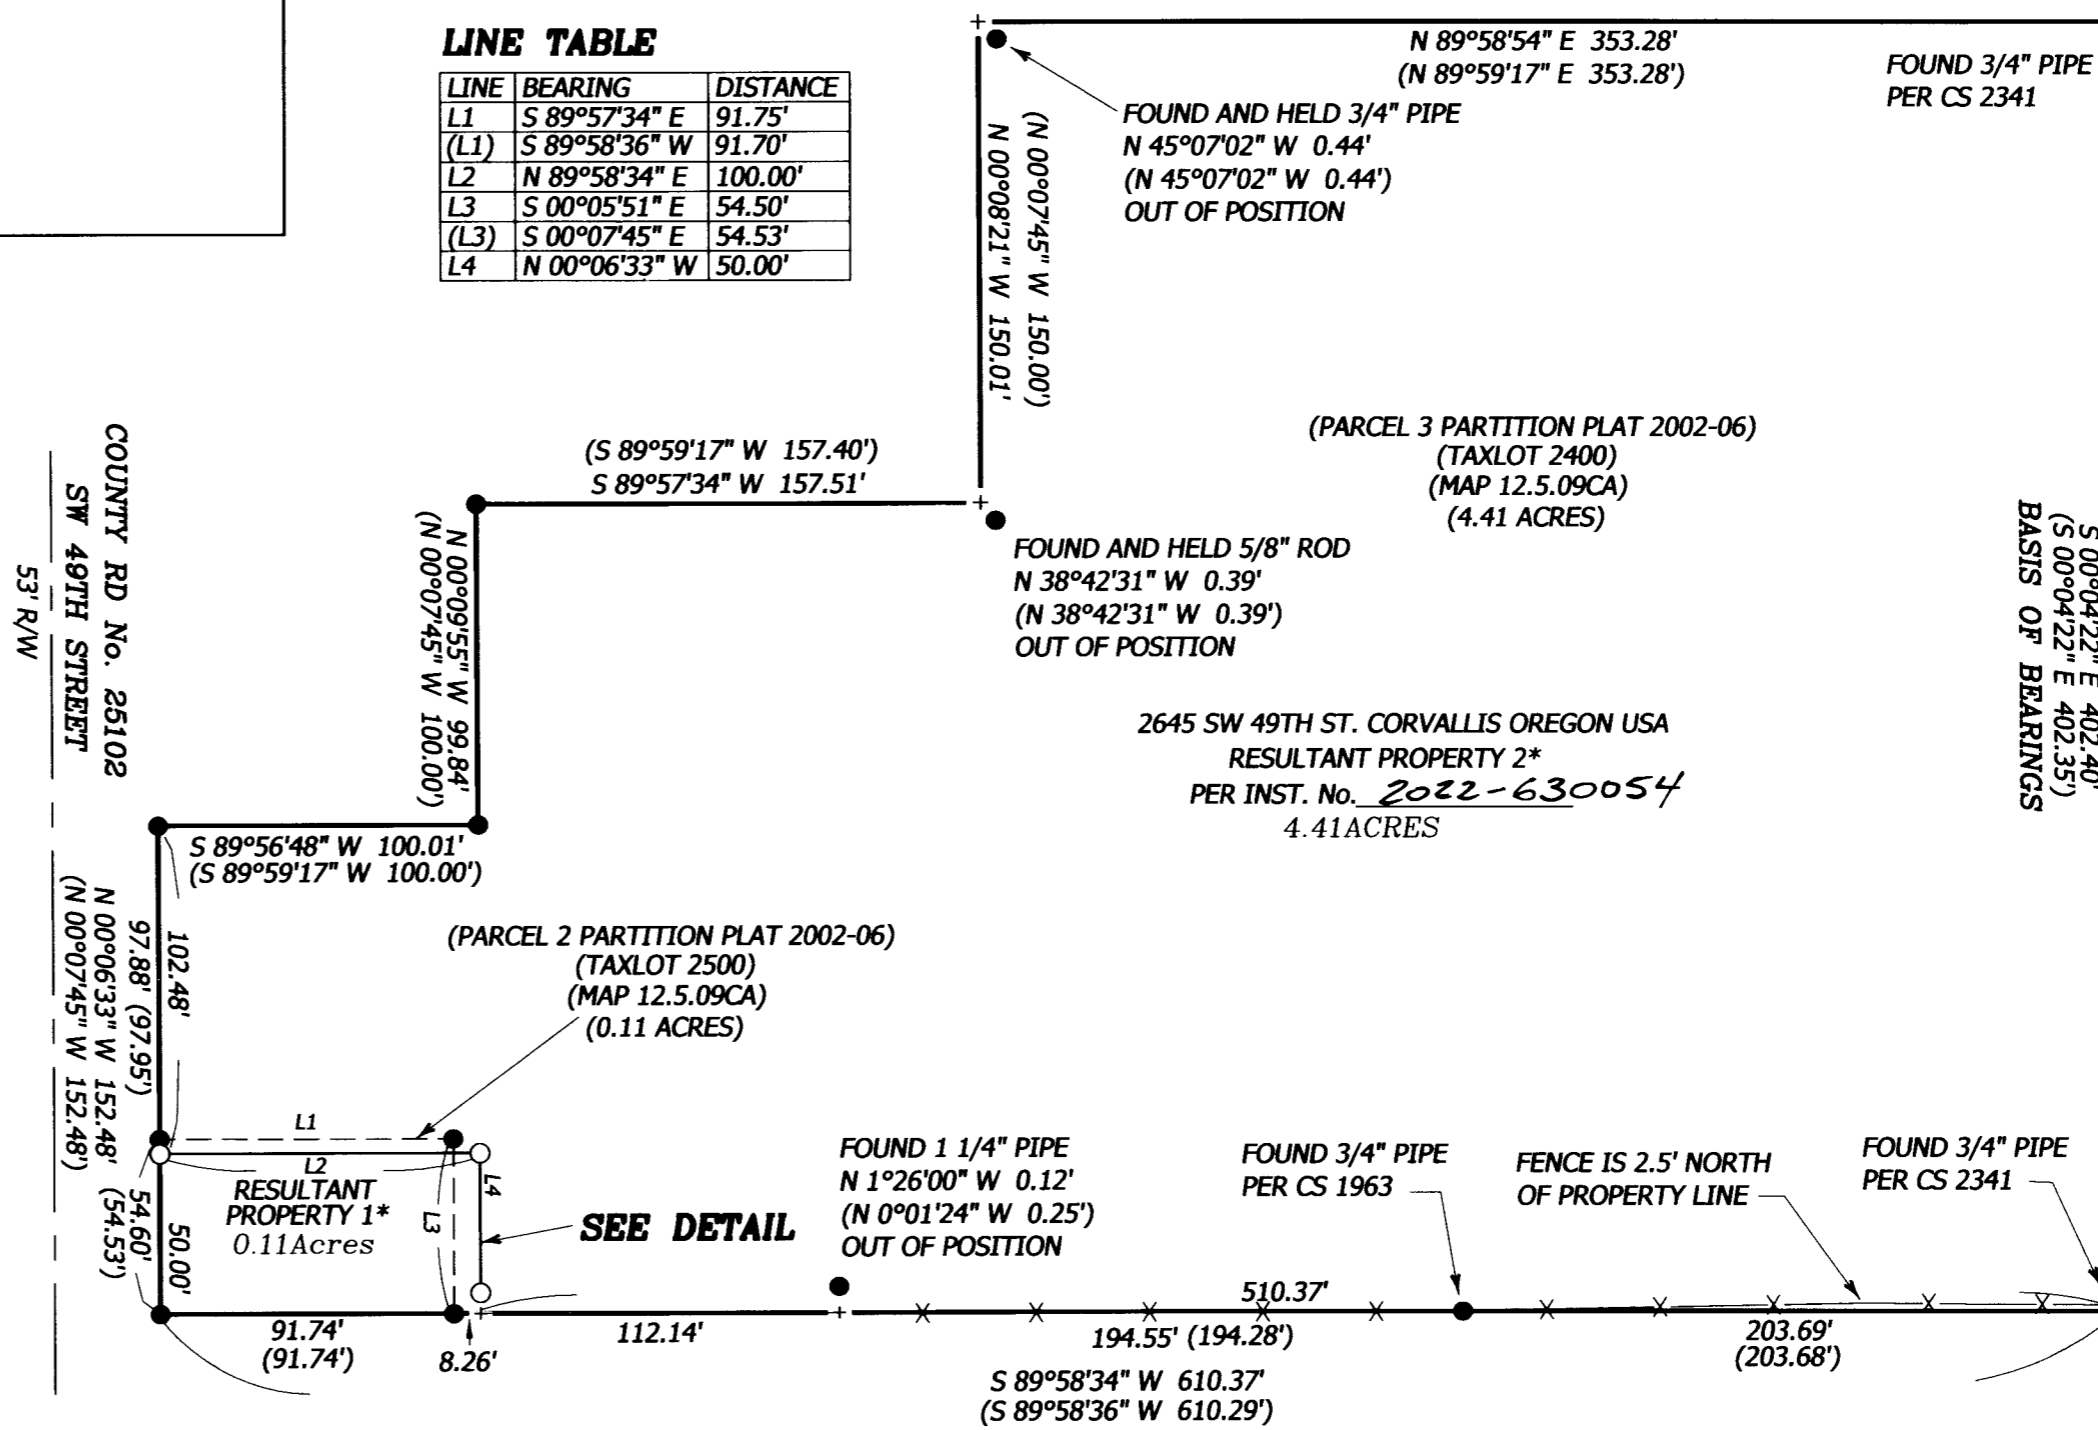 LINE TABLE
LINE BEARING DISTANCE
L1 S 89°57'34" E 91.75'
(L1) S 89°58'36" W 91.70'
L2 N 89°58'34" E 100.00'
L3 S 00°05'51" E 54.50'
(L3) S 00°07'45" E 54.53'
L4 N 00°06'33" W 50.00'
N 89°58'54" E 353.28'
(N 89°59'17" E 353.28')
FOUND 3/4" PIPE
PER CS 2341
FOUND AND HELD 3/4" PIPE
N 45°07'02" W 0.44'
(N 45°07'02" W 0.44')
OUT OF POSITION
(N 00°07'45" W 150.00')
N 00°08'21" W 150.01'
(S 89°59'17" W 157.40')
S 89°57'34" W 157.51'
(PARCEL 3 PARTITION PLAT 2002-06)
(TAXLOT 2400)
(MAP 12.5.09CA)
(4.41 ACRES)
FOUND AND HELD 5/8" ROD
N 38°42'31" W 0.39'
(N 38°42'31" W 0.39')
OUT OF POSITION
S 00°04'22" E 402.40'
(S 00°04'22" E 402.35')
BASIS OF BEARINGS
COUNTY RD No. 25102
SW 49TH STREET
53' R/W
N 00°09'55" W 99.84'
(N 00°07'45" W 100.00')
2645 SW 49TH ST. CORVALLIS OREGON USA
RESULTANT PROPERTY 2*
PER INST. No. 2022-630054
4.41ACRES
S 89°56'48" W 100.01'
(S 89°59'17" W 100.00')
102.48'
97.88' (97.95')
N 00°06'33" W 152.48'
(N 00°07'45" W 152.48')
(PARCEL 2 PARTITION PLAT 2002-06)
(TAXLOT 2500)
(MAP 12.5.09CA)
(0.11 ACRES)
L1
L2
RESULTANT
PROPERTY 1*
0.11Acres
L3
L4
50.00'
54.60'
(54.53')
SEE DETAIL
FOUND 1 1/4" PIPE
N 1°26'00" W 0.12'
(N 0°01'24" W 0.25')
OUT OF POSITION
FOUND 3/4" PIPE
PER CS 1963
FENCE IS 2.5' NORTH
OF PROPERTY LINE
FOUND 3/4" PIPE
PER CS 2341
510.37'
91.74'
(91.74')
8.26'
112.14'
194.55' (194.28')
203.69'
(203.68')
S 89°58'34" W 610.37'
(S 89°58'36" W 610.29')